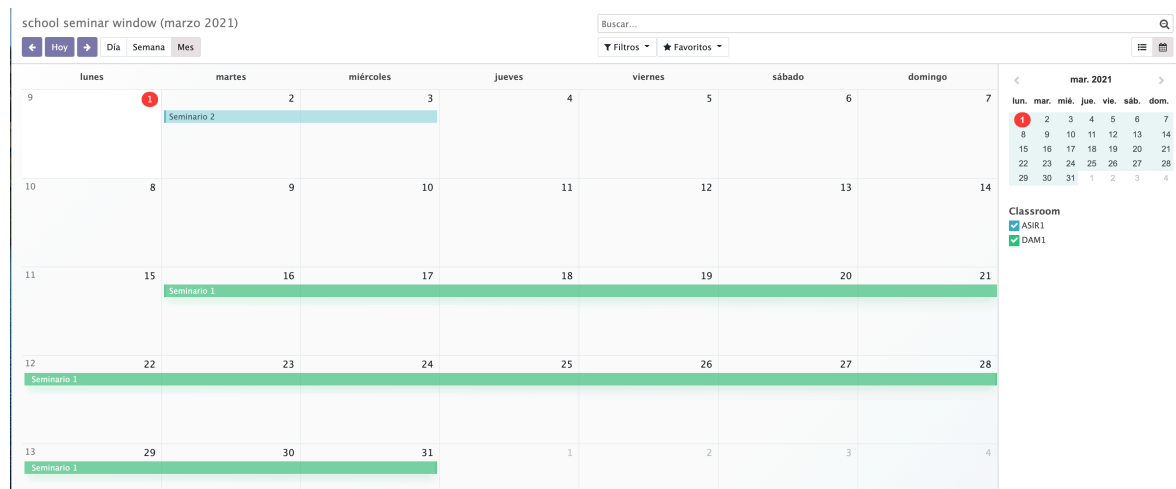 school seminar window (marzo 2021)
Buscar...
Hoy Día Semana Mes
Filtros Favoritos
lunes martes miércoles jueves viernes sábado domingo
9 1 2 3 4 5 6 7
Seminario 2
10 8 9 10 11 12 13 14
11 15 16 17 18 19 20 21
Seminario 1
12 22 23 24 25 26 27 28
Seminario 1
13 29 30 31 1 2 3 4
Seminario 1
mar. 2021
lun. mar. mié. jue. vie. sáb. dom.
1 2 3 4 5 6 7
8 9 10 11 12 13 14
15 16 17 18 19 20 21
22 23 24 25 26 27 28
29 30 31 1 2 3 4
Classroom
ASIR1
DAM1